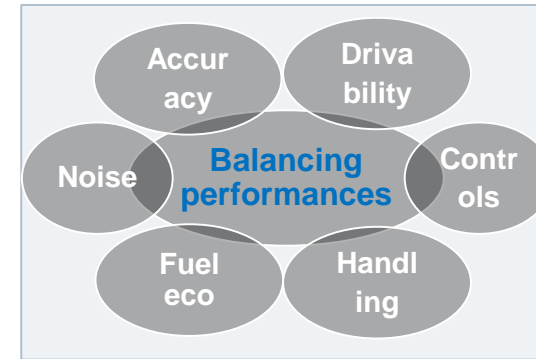 Accur
acy
Driva
bility
Noise
Balancing
performances
Contr
ols
Fuel
eco
Handl
ing